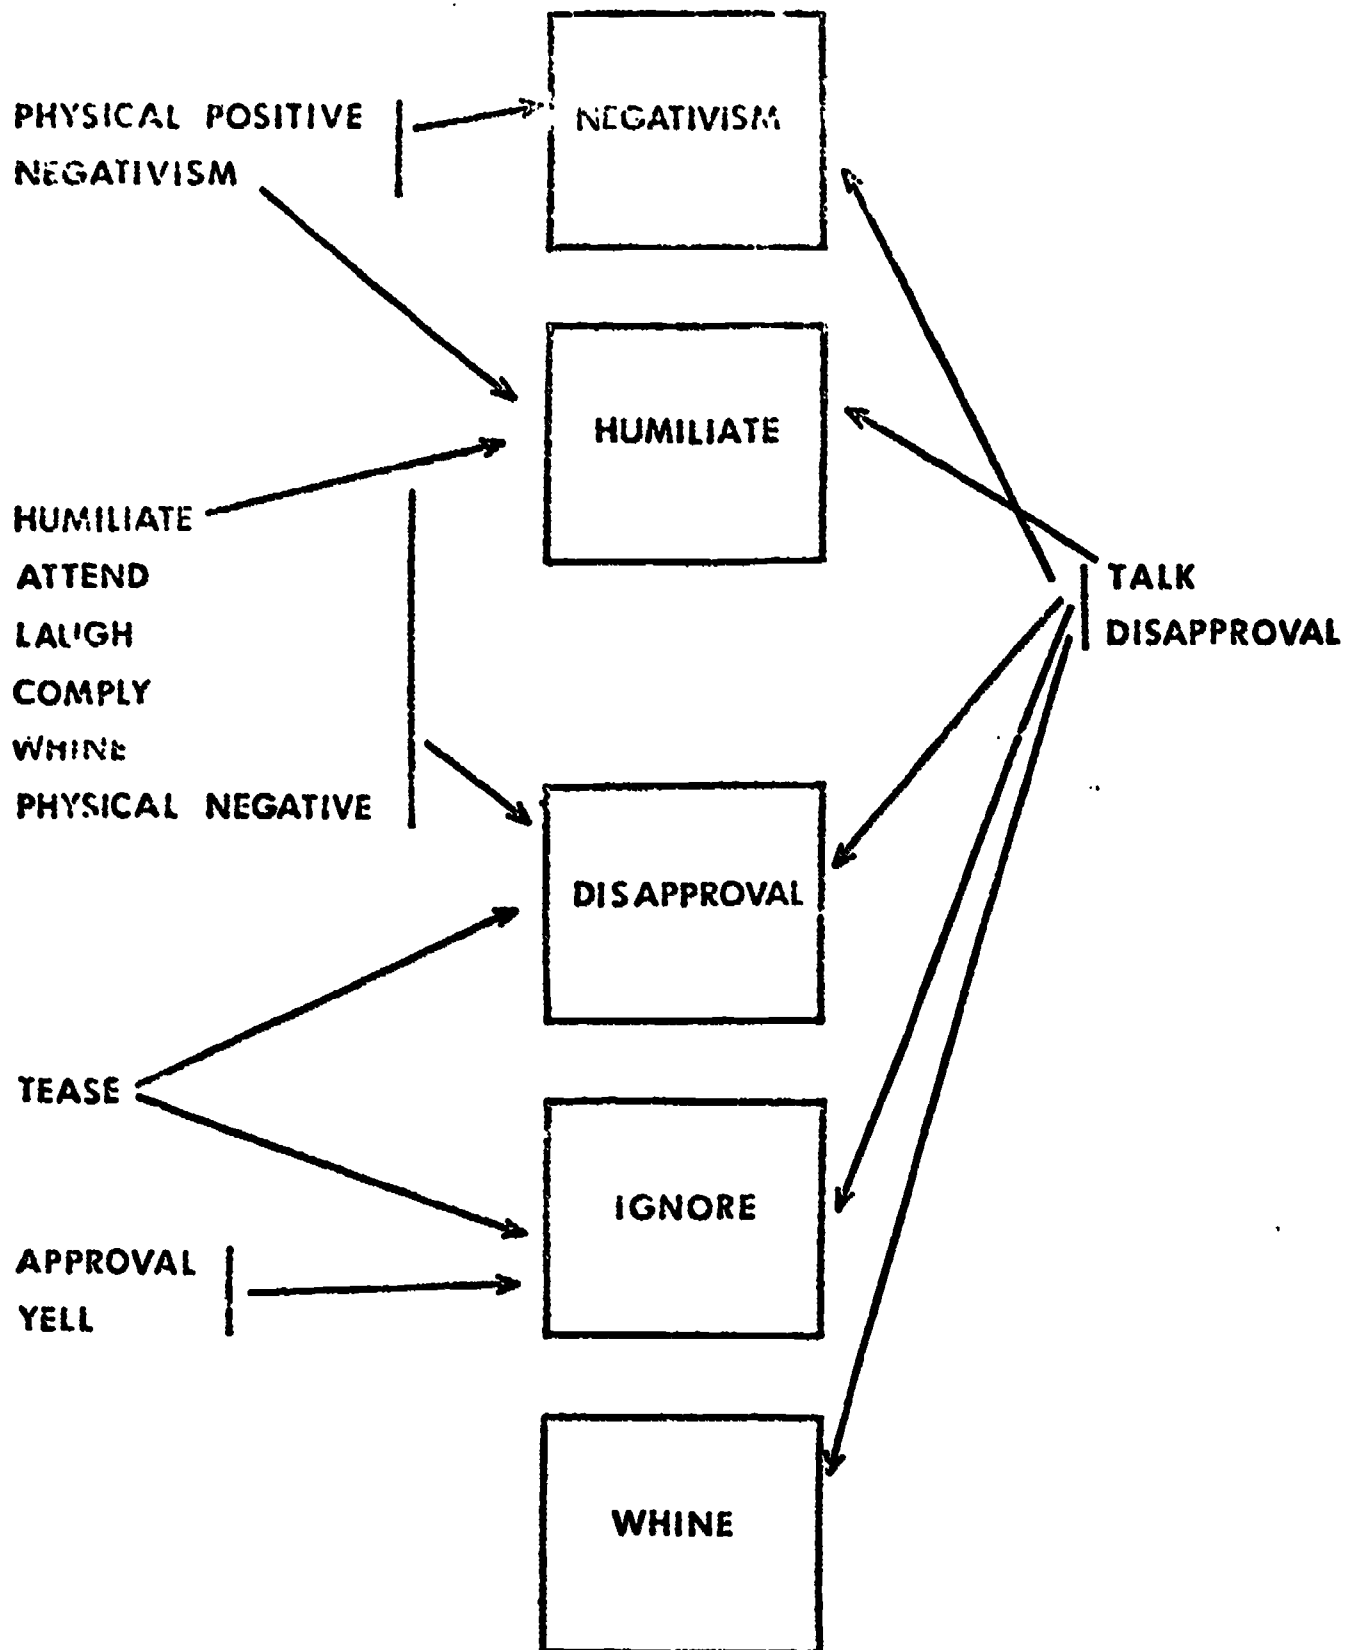 PHYSICAL POSITIVE
NEGATIVISM
HUMILIATE
ATTEND
LAUGH
COMPLY
WHINE
PHYSICAL NEGATIVE
TEASE
APPROVAL
YELL
NEGATIVISM
HUMILIATE
DISAPPROVAL
IGNORE
WHINE
TALK
DISAPPROVAL